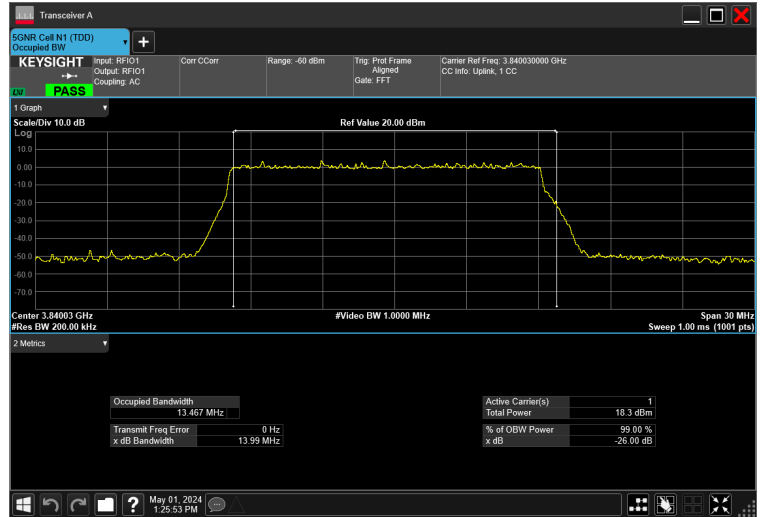 Transceiver A
5GNR Cell N1 (TDD)
Occupied BW
KEYSIGHT
LXI
PASS
Input: RFIO1
Output: RFIO1
Coupling: AC
Corr CCorr
Range: -60 dBm
Trig: Prot Frame
Aligned
Gate: FFT
Carrier Ref Freq: 3.840030000 GHz
CC Info: Uplink, 1 CC
1 Graph
Scale/Div 10.0 dB
Ref Value 20.00 dBm
Log
10.0
0.00
-10.0
-20.0
-30.0
-40.0
-50.0
-60.0
-70.0
Center 3.84003 GHz
#Video BW 1.0000 MHz
Span 30 MHz
#Res BW 200.00 kHz
Sweep 1.00 ms (1001 pts)
2 Metrics
Occupied Bandwidth
13.467 MHz
Transmit Freq Error 0 Hz
x dB Bandwidth 13.99 MHz
Active Carrier(s) 1
Total Power 18.3 dBm
% of OBW Power 99.00 %
x dB -26.00 dB
?
May 01, 2024
1:25:53 PM